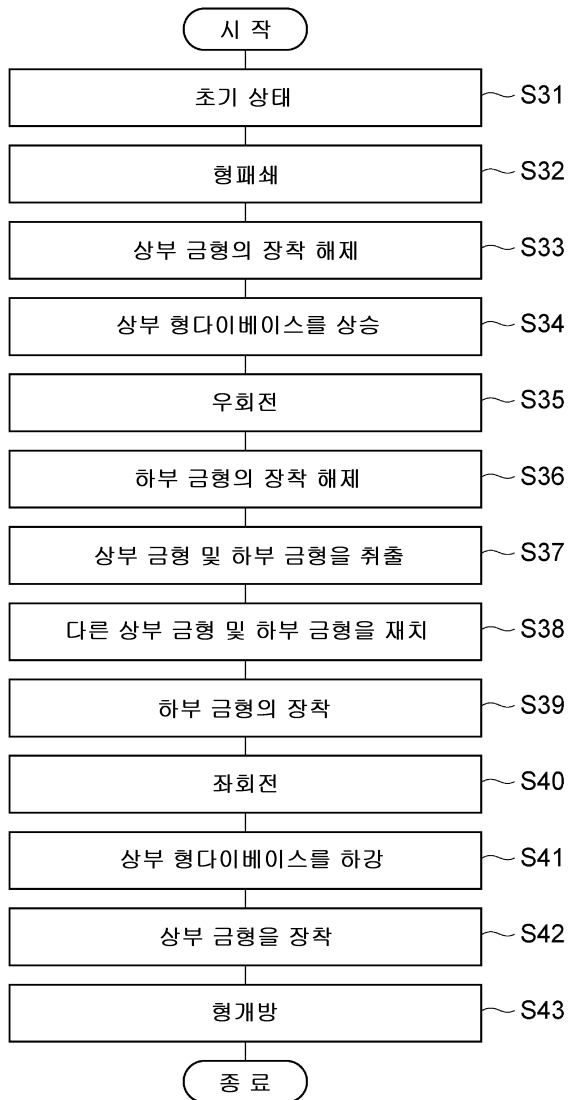 시 작
초기 상태
S31
형패쇄
S32
상부 금형의 장착 해제
S33
상부 형다이베이스를 상승
S34
우회전
S35
하부 금형의 장착 해제
S36
상부 금형 및 하부 금형을 취출
S37
다른 상부 금형 및 하부 금형을 재치
S38
하부 금형의 장착
S39
좌회전
S40
상부 형다이베이스를 하강
S41
상부 금형을 장착
S42
형개방
S43
종 료